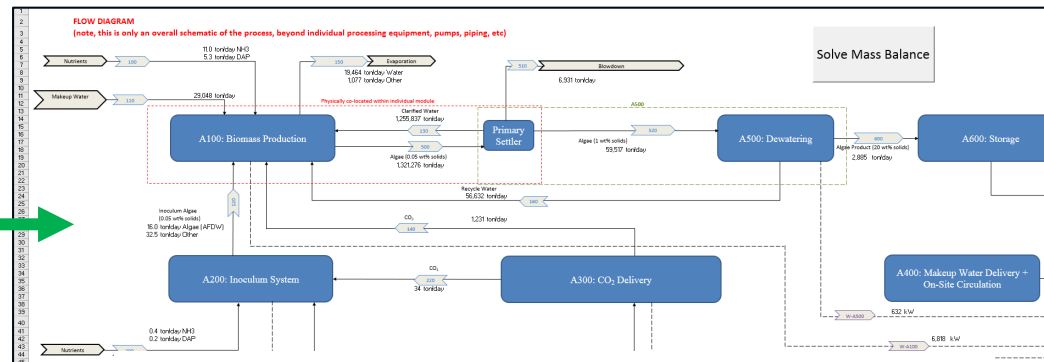 FLOW DIAGRAM
(note, this is only an overall schematic of the process, beyond individual processing equipment, pumps, piping, etc)
Solve Mass Balance
11.0 ton/day NH3
5.3 ton/day DAP
Nutrients
100
150
Evaporation
19,464 ton/day Water
1,077 ton/day Other
510
Blowdown
6,931 ton/day
Makeup Water
110
29,048 ton/day
Physically co-located within individual module
A500
Clarified Water
1,255,837 ton/day
130
A100: Biomass Production
Primary
Settler
500
Algae (0.05 wt% solids)
1,321,276 ton/day
520
Algae (1 wt% solids)
59,517 ton/day
A500: Dewatering
600
Algae Product (20 wt% solids)
2,885 ton/day
A600: Storage
Recycle Water
56,632 ton/day
160
Inoculum Algae
(0.05 wt% solids)
16.0 ton/day Algae (AFDW)
32.5 ton/day Other
CO₂
1,231 ton/day
140
A200: Inoculum System
CO₂
220
34 ton/day
A300: CO₂ Delivery
A400: Makeup Water Delivery +
On-Site Circulation
W-A500
632 kW
0.4 ton/day NH3
0.2 ton/day DAP
Nutrients
W-A100
6,818 kW